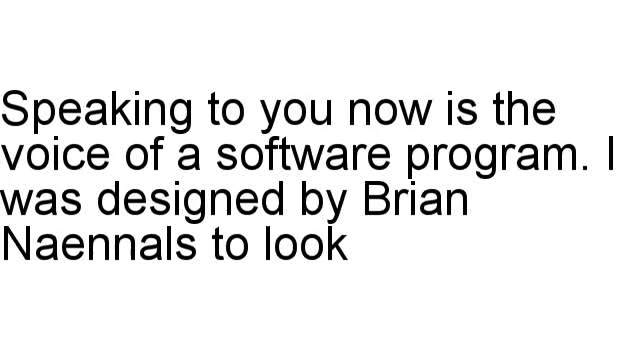 Speaking to you now is the
voice of a software program. I
was designed by Brian
Naennals to look